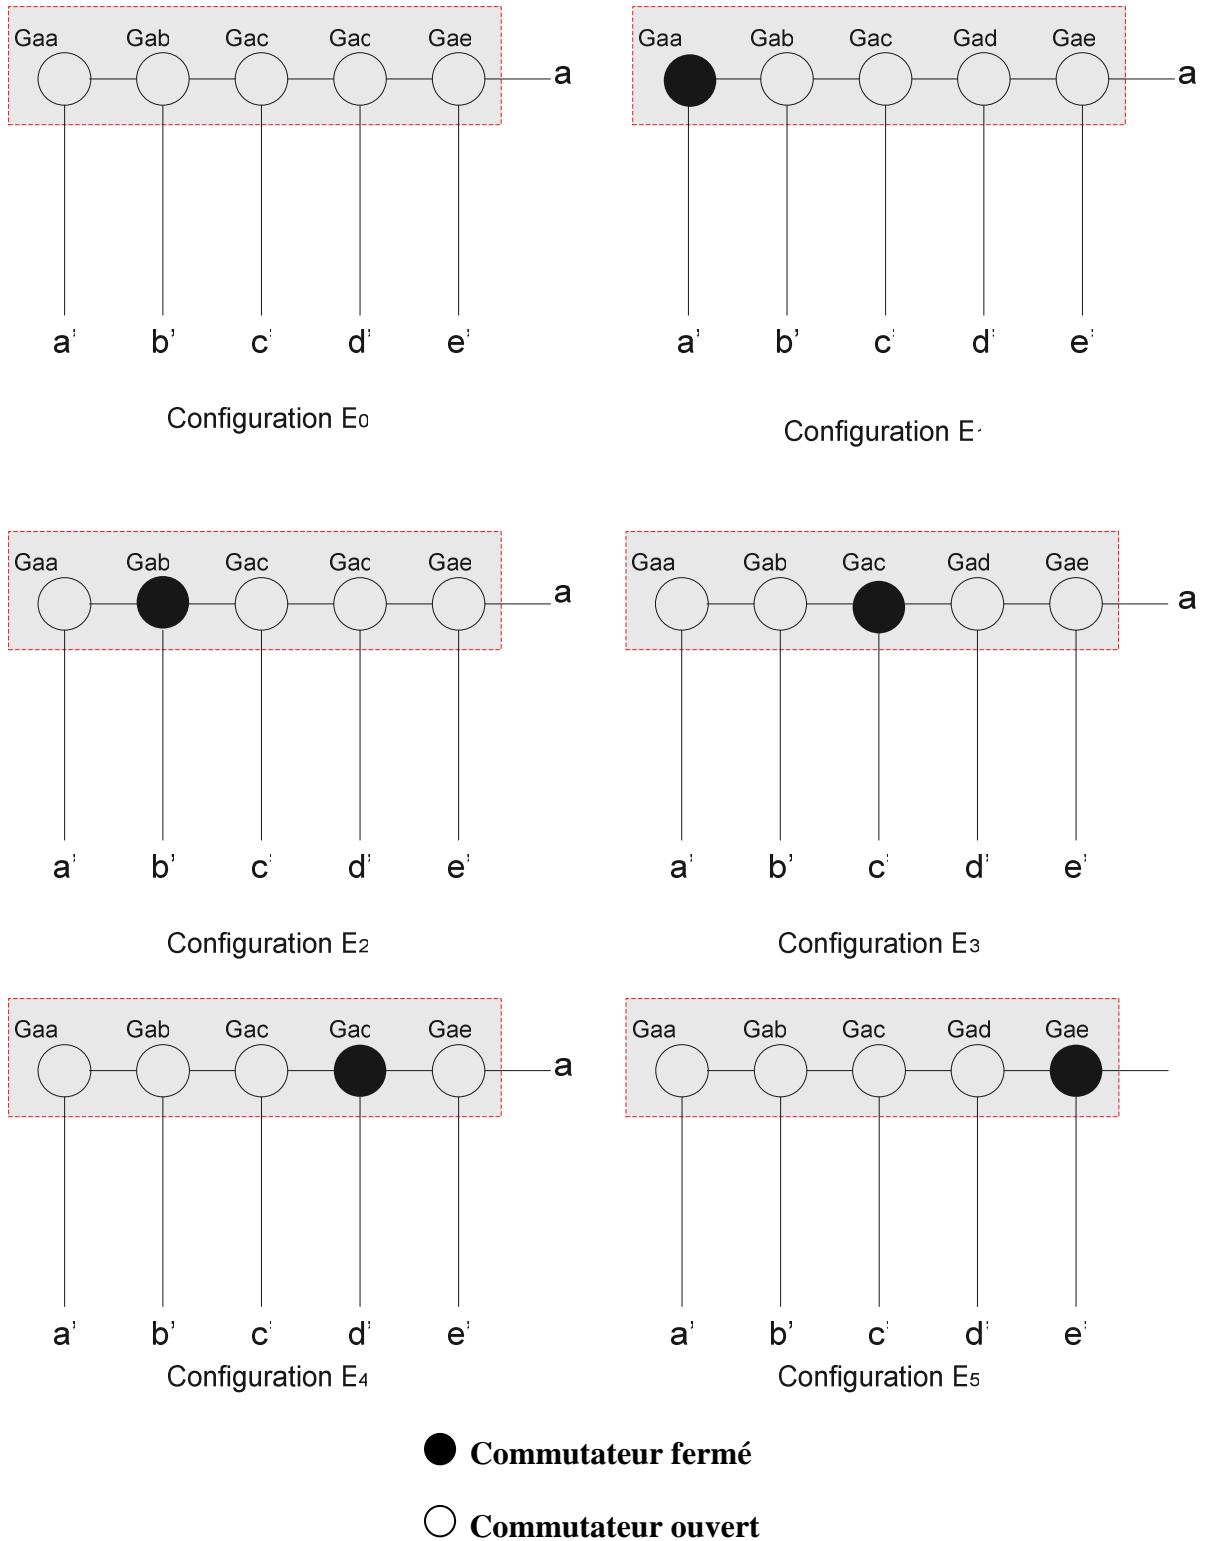 Gaa Gab Gac Gac Gae
a
Gaa Gab Gac Gad Gae
a
a' b' c' d' e'
a' b' c' d' e'
Configuration E0
Configuration E1
Gaa Gab Gac Gac Gae
a
Gaa Gab Gac Gad Gae
a
a' b' c' d' e'
a' b' c' d' e'
Configuration E2
Configuration E3
Gaa Gab Gac Gac Gae
a
Gaa Gab Gac Gad Gae
a' b' c' d' e'
a' b' c' d' e'
Configuration E4
Configuration E5
Commutateur fermé
Commutateur ouvert